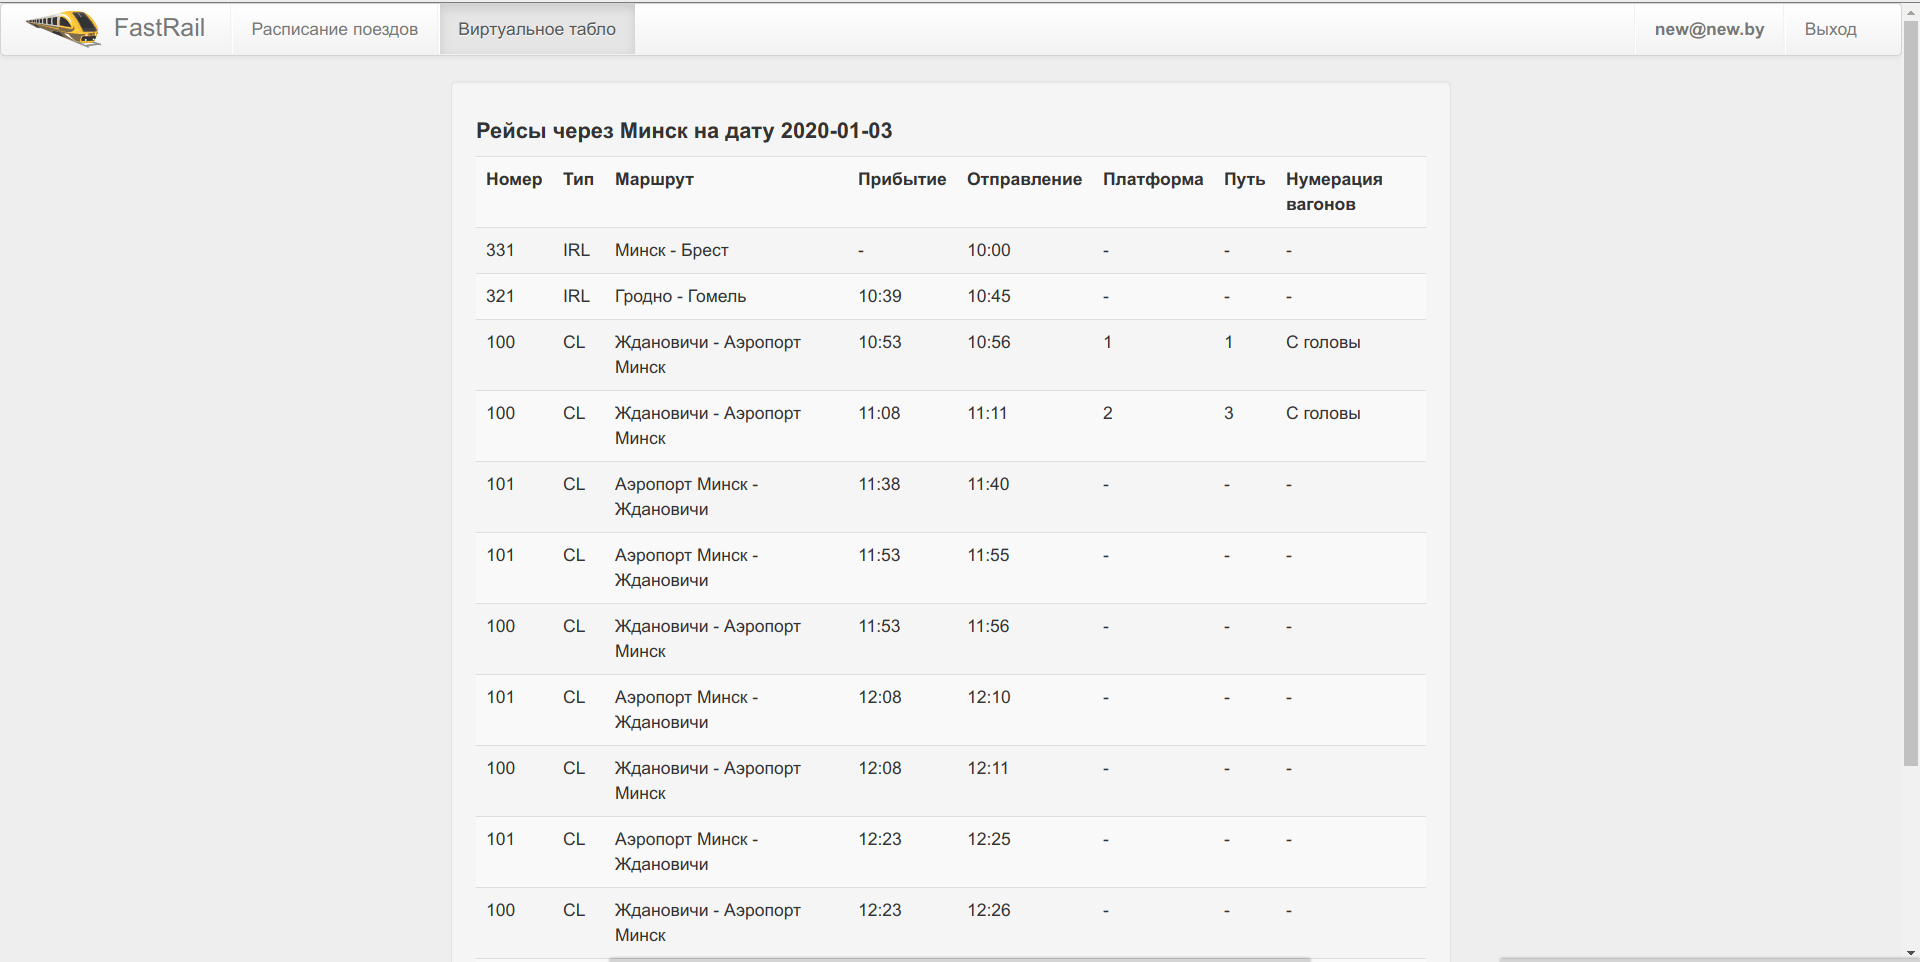 FastRail Расписание поездов Виртуальное табло new@new.by Выход
Рейсы через Минск на дату 2020-01-03
Номер Тип Маршрут Прибытие Отправление Платформа Путь Нумерация
вагонов
331 IRL Минск - Брест - 10:00 - - -
321 IRL Гродно - Гомель 10:39 10:45 - - -
100 CL Ждановичи - Аэропорт 10:53 10:56 1 1 С головы
Минск
100 CL Ждановичи - Аэропорт 11:08 11:11 2 3 С головы
Минск
101 CL Аэропорт Минск - 11:38 11:40 - - -
Ждановичи
101 CL Аэропорт Минск - 11:53 11:55 - - -
Ждановичи
100 CL Ждановичи - Аэропорт 11:53 11:56 - - -
Минск
101 CL Аэропорт Минск - 12:08 12:10 - - -
Ждановичи
100 CL Ждановичи - Аэропорт 12:08 12:11 - - -
Минск
101 CL Аэропорт Минск - 12:23 12:25 - - -
Ждановичи
100 CL Ждановичи - Аэропорт 12:23 12:26 - - -
Минск